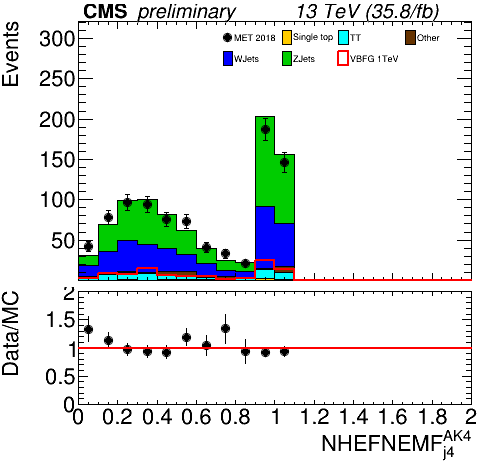 CMS preliminary 13 TeV (35.8/fb)
Events
MET 2018 Single top TT Other
WJets ZJets VBFG 1TeV
300
250
200
150
100
50
Data/MC
2
1.5
1
0.5
0
0 0.2 0.4 0.6 0.8 1 1.2 1.4 1.6 1.8 2
NHEFNEMF^AK4_j4